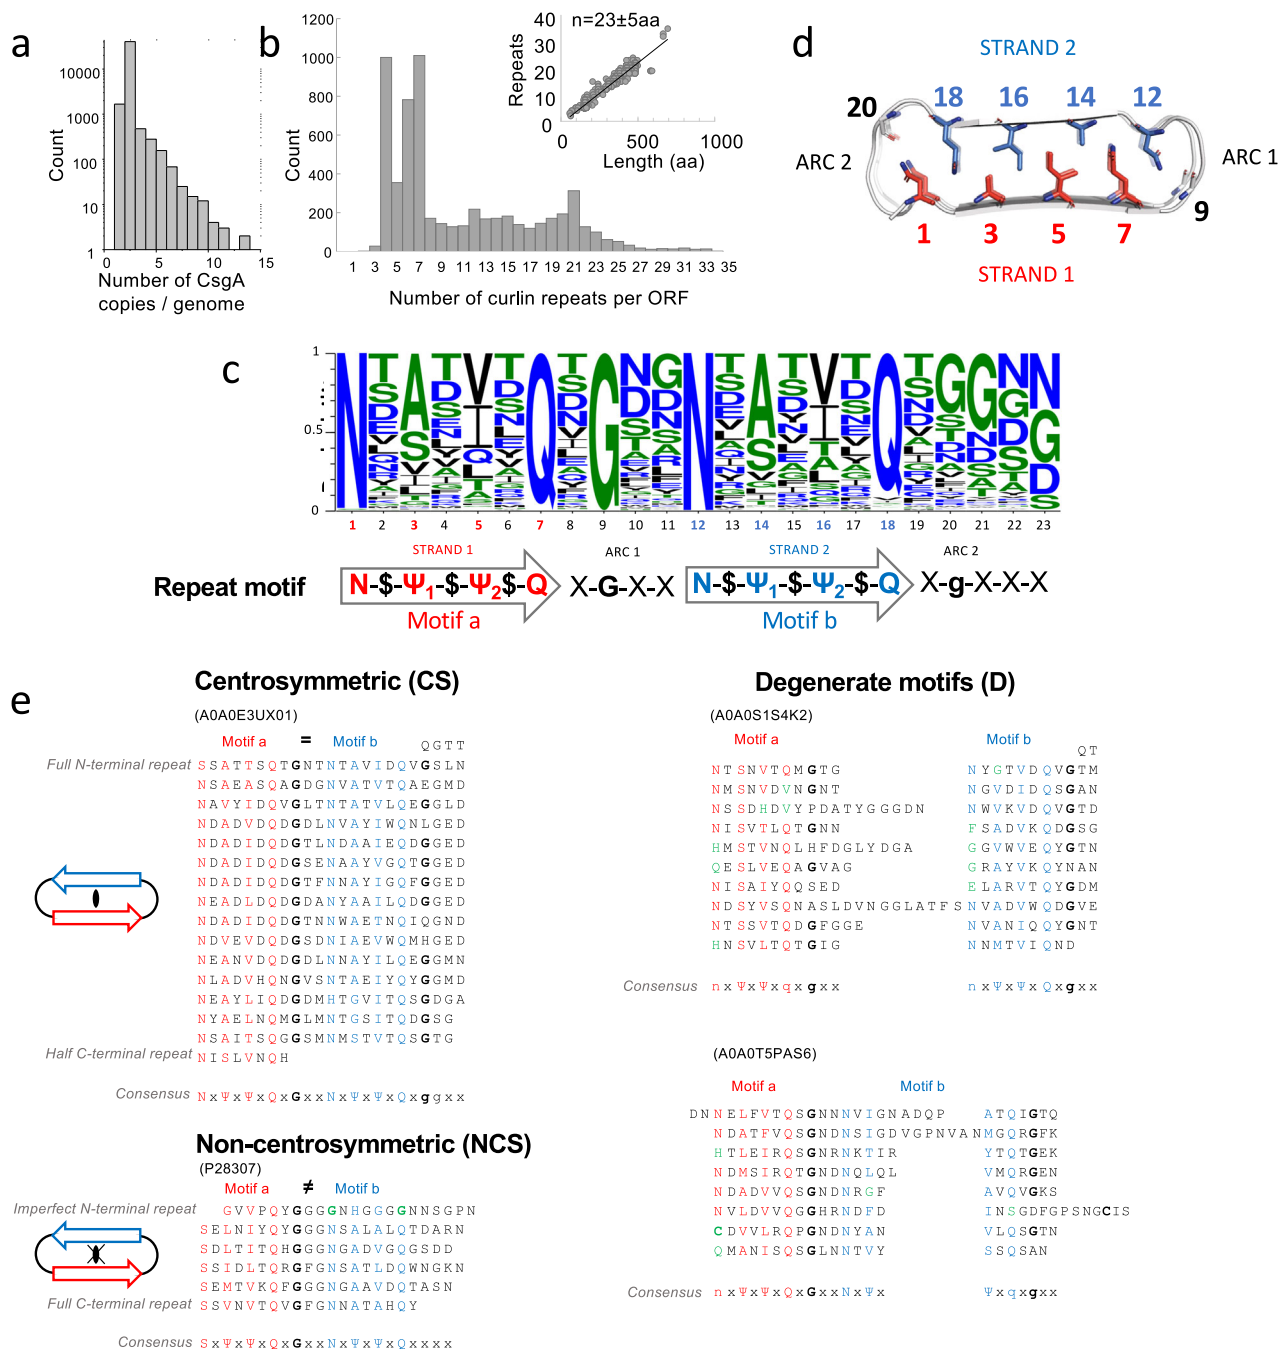 a
10000
1000
100
10
1
Count
0 5 10 15
Number of CsgA
copies / genome
b
1200
1000
800
600
400
200
0
Count
1 3 5 7 9 11 13 15 17 19 21 23 25 27 29 31 33 35
Number of curlin repeats per ORF
n=23±5aa
40
30
20
10
0
Repeats
0 500 1000
Length (aa)
d
STRAND 2
20 18 16 14 12
ARC 2
ARC 1
1 3 5 7 9
STRAND 1
c
1
0.5
0
1 2 3 4 5 6 7 8 9 10 11 12 13 14 15 16 17 18 19 20 21 22 23
STRAND 1 ARC 1 STRAND 2 ARC 2
Repeat motif
N-$-Ψ1-$-Ψ2$-Q X-G-X-X N-$-Ψ1-$-Ψ2-$-Q X-g-X-X-X
Motif a Motif b
e
Centrosymmetric (CS)
(A0A0E3UX01)
Motif a = Motif b
QGTT
Full N-terminal repeat SSATTSQTGNTNTAVIDQVGSLN
NSAEASQAGDGNVATVTQAEGMD
NAVYIDQVGLTNTATVLQEGGLD
NDADVDQDGDLNVAYIWQNLGED
NDADIDQDGTLNDAAIEQDGGED
NDADIDQDGSENAAYVGQTGGED
NDADIDQDGTFNNAYIGQFGGED
NEADLDQDGDANYAAILQDGGED
NDADIDQDGTNNWAETNQIQGND
NDVEVDQDGSDNIAEVWQMHGED
NEANVDQDGDLNNAYILQEGGMN
NLADVHQNGVSNTAEIYQYGGMD
NEAYLIQDGDMHTGVITQSGDGA
NYAELNQMGLMNTGSITQDGSG
NSAITSQGGSMNMSTVTQSGTG
Half C-terminal repeat NISLVNQH
Consensus NxΨxΨxQxGxxNxΨxΨxQxggxx
Non-centrosymmetric (NCS)
(P28307)
Motif a ≠ Motif b
Imperfect N-terminal repeat GVVPQYGGGGNHGGGGNNSGPN
SELNIYQYGGGNSALALQTDARN
SDLTITQHGGGNGADVGQGSDD
SSIDLTQRGFGNSATLDQWNGKN
SEMTVKQFGGGNGAAVDQTASN
Full C-terminal repeat SSVNVTQVGFGNNATAHQY
Consensus SxΨxΨxQxGxxNxΨxΨxQxxxx
Degenerate motifs (D)
(A0A0S1S4K2)
Motif a Motif b
QT
NTSNVTQMGTG NYGTVDQVGTM
NMSNVDVNGNT NGVDIDQSGAN
NSSDHDVYPDATYGGGDN NWVKVDQVGTD
NISVTLQTGNN FSADVKQDGSG
HMSTVNQLHFDGLYDGA GGVWVEQYGTN
QESLVEQAGVAG GRAYVKQYNAN
NISAIYQQSED ELARVTQYGDM
NDSYVSQNASLDVNGGLATFS NVADVWQDGVE
NTSSVTQDGFGGE NVANIQQYGNT
HNSVLTQTGIG NNMTVIQND
Consensus nxΨxΨxqxgxx nxΨxΨxQxgxx
(A0A0T5PAS6)
Motif a Motif b
DNNELFVTQSGNNNVIGNADQP ATQIGTQ
NDATFVQSGNDNSIGDVGPNVANMGQRGFK
HTLEIRQSGNRNKTIR YTQTGEK
NDMSIRQTGNDNQLQL VMQRGEN
NDADVVQSGNDNRGF AVQVGKS
NVLDVVQGGHRNDFD INSGDFGPSNGCIS
CDVVLRQPGNDNYAN VLQSGTN
QMANISQSGLNNTVY SSQSAN
Consensus nxΨxΨxQxGxxNxΨx Ψxqxgxx